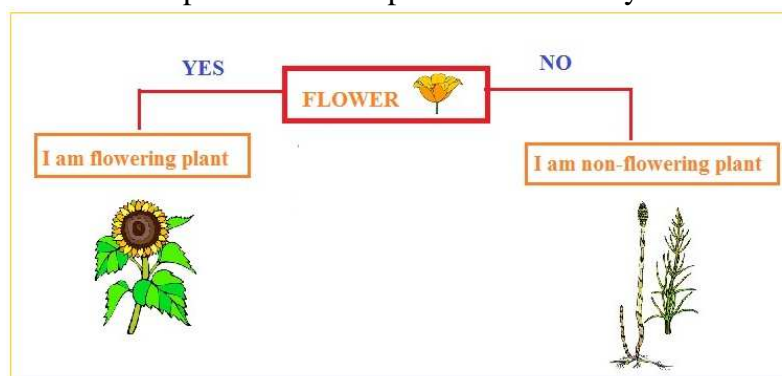 YES
NO
FLOWER
I am flowering plant
I am non-flowering plant